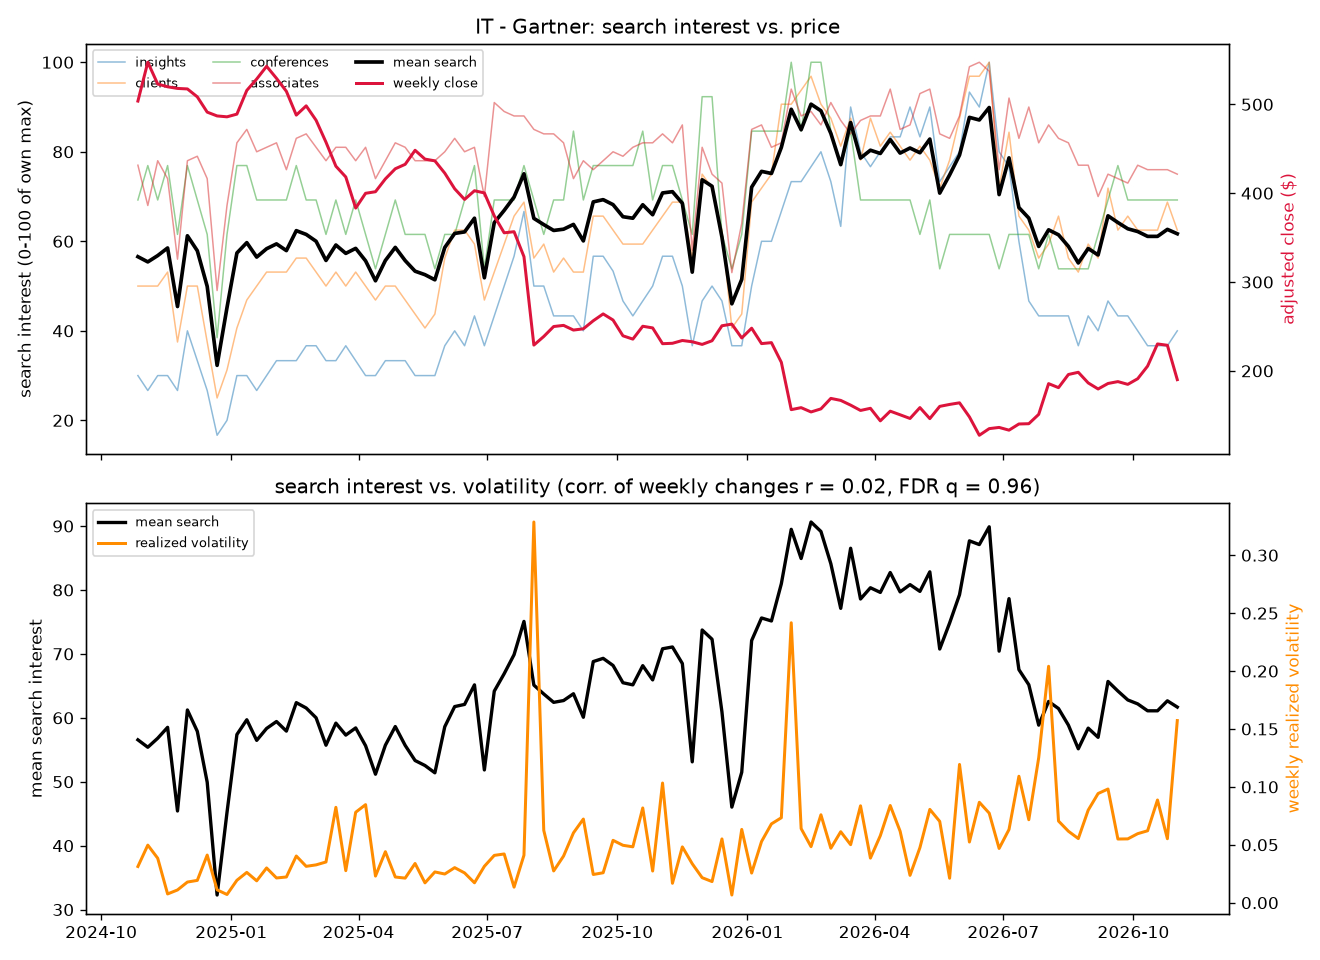 IT - Gartner: search interest vs. price
insights
clients
conferences
associates
mean search
weekly close
search interest (0-100 of own max)
100
80
60
40
20
adjusted close ($)
500
400
300
200
search interest vs. volatility (corr. of weekly changes r = 0.02, FDR q = 0.96)
mean search
realized volatility
mean search interest
90
80
70
60
50
40
30
weekly realized volatility
0.30
0.25
0.20
0.15
0.10
0.05
0.00
2024-10
2025-01
2025-04
2025-07
2025-10
2026-01
2026-04
2026-07
2026-10